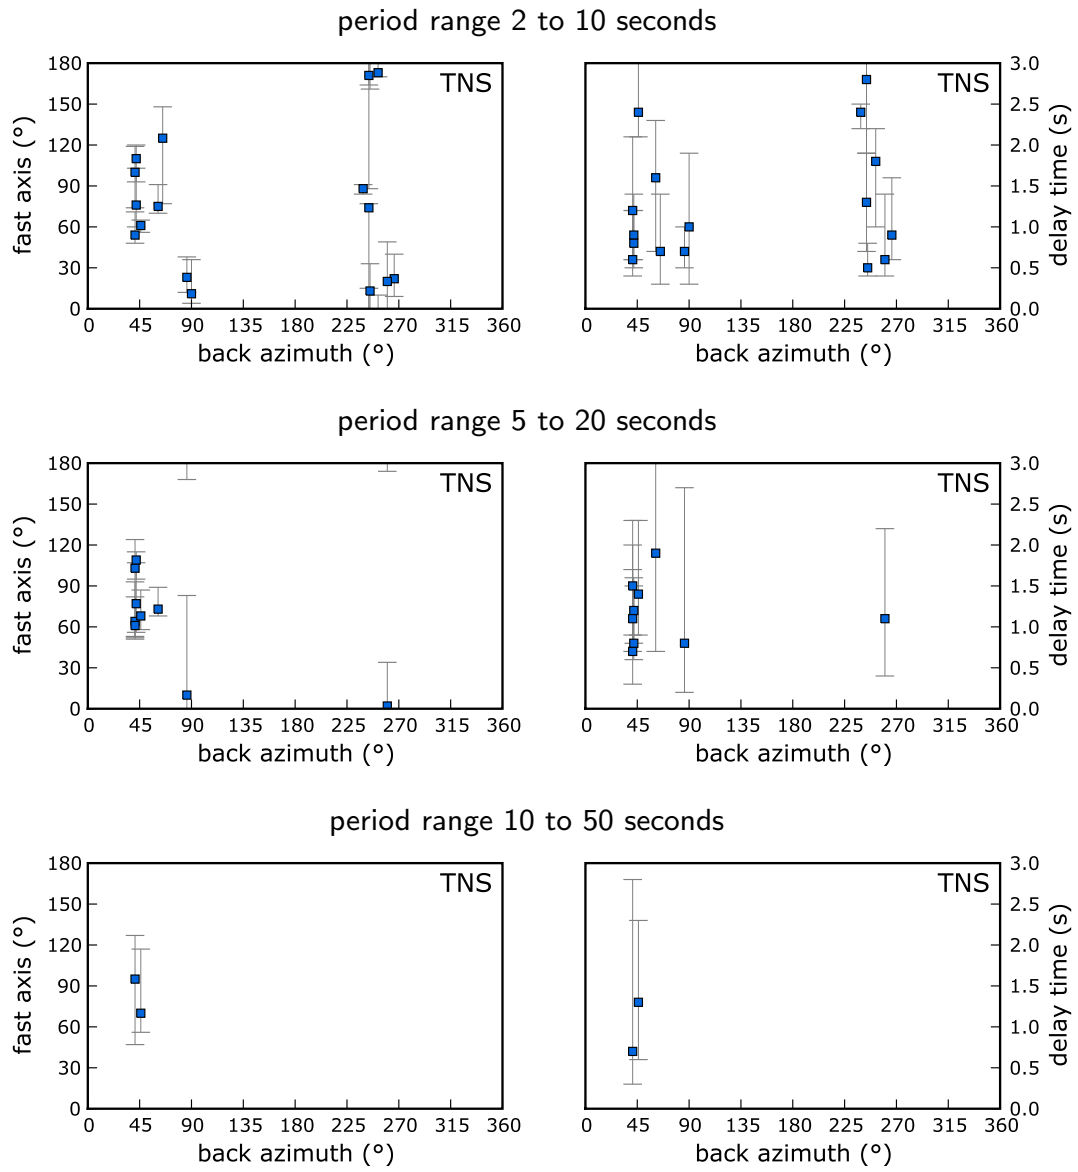 period range 2 to 10 seconds
180 TNS TNS 3.0
150 2.5
120 2.0
90 1.5
60 1.0
30 0.5
0 0.0
0 45 90 135 180 225 270 315 360 0 45 90 135 180 225 270 315 360
fast axis (°) delay time (s)
back azimuth (°) back azimuth (°)
period range 5 to 20 seconds
180 TNS TNS 3.0
150 2.5
120 2.0
90 1.5
60 1.0
30 0.5
0 0.0
0 45 90 135 180 225 270 315 360 0 45 90 135 180 225 270 315 360
fast axis (°) delay time (s)
back azimuth (°) back azimuth (°)
period range 10 to 50 seconds
180 TNS TNS 3.0
150 2.5
120 2.0
90 1.5
60 1.0
30 0.5
0 0.0
0 45 90 135 180 225 270 315 360 0 45 90 135 180 225 270 315 360
fast axis (°) delay time (s)
back azimuth (°) back azimuth (°)